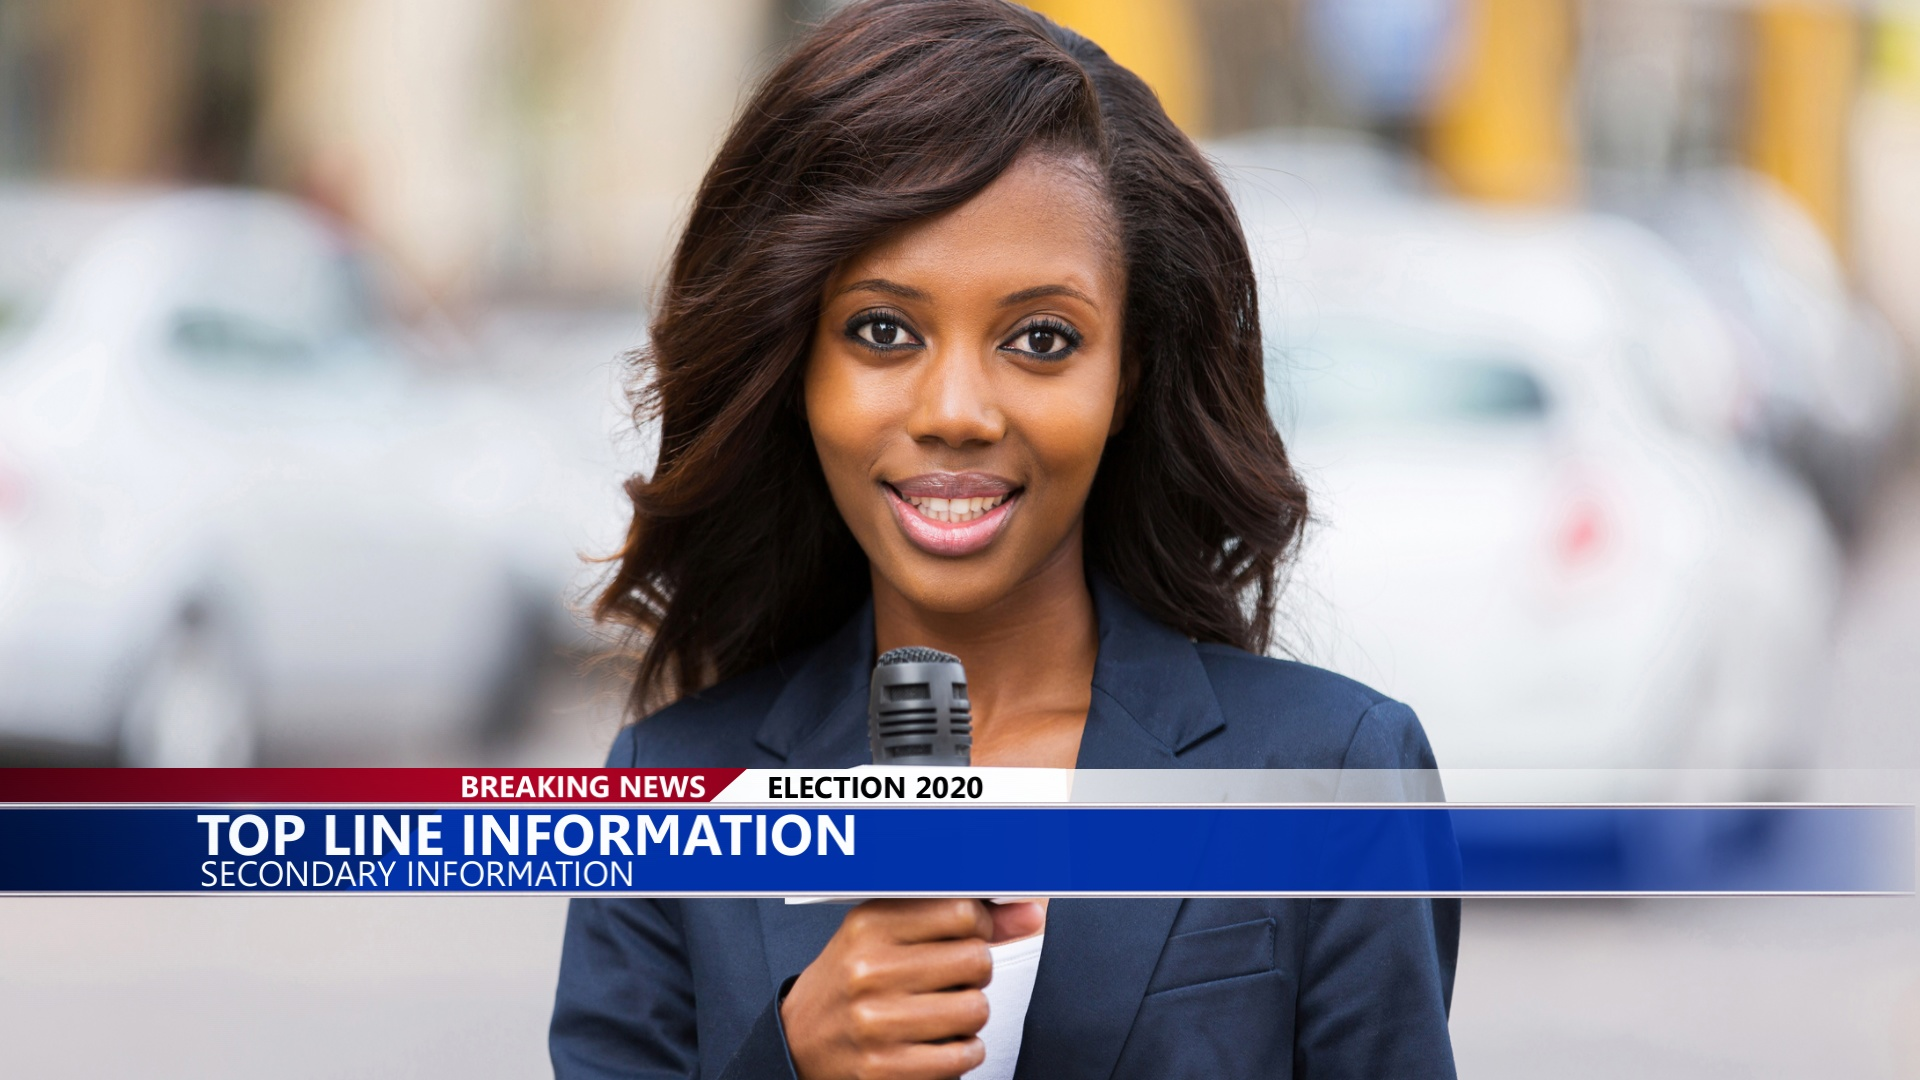 BREAKING NEWS ELECTION 2020
TOP LINE INFORMATION
SECONDARY INFORMATION